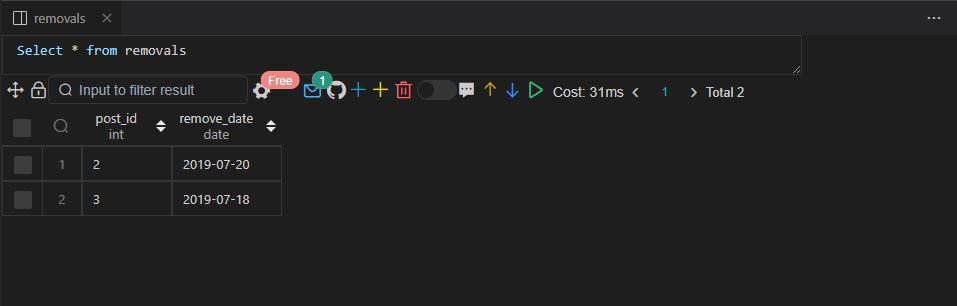 removals
Select * from removals
Input to filter result Free 1 Cost: 31ms 1 Total 2
post_id remove_date
int date
1 2 2019-07-20
2 3 2019-07-18